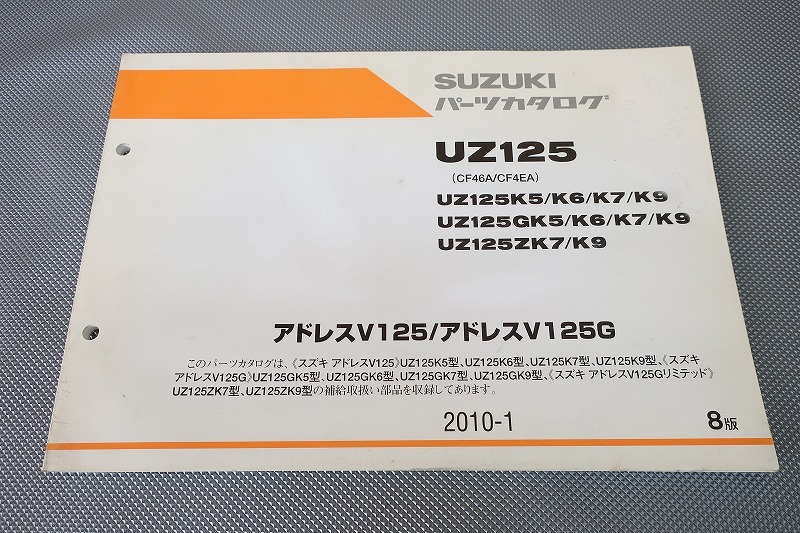 SUZUKI
パーツカタログ
UZ125
(CF46A/CF4EA)
UZ125K5/K6/K7/K9
UZ125GK5/K6/K7/K9
UZ125ZK7/K9
アドレスV125/アドレスV125G
このパーツカタログは、《スズキ アドレスV125》UZ125K5型、UZ125K6型、UZ125K7型、UZ125K9型、《スズキ
アドレスV125G》UZ125GK5型、UZ125GK6型、UZ125GK7型、UZ125GK9型、《スズキ アドレスV125Gリミテッド》
UZ125ZK7型、UZ125ZK9型の補給取扱い部品を収録してあります。
2010-1
8版